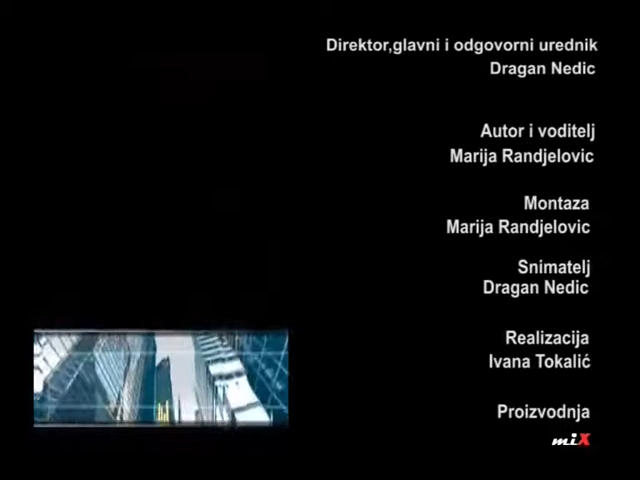 Direktor,glavni i odgovorni urednik
Dragan Nedic
Autor i voditelj
Marija Randjelovic
Montaza
Marija Randjelovic
Snimatelj
Dragan Nedic
Realizacija
Ivana Tokalić
Proizvodnja
miX